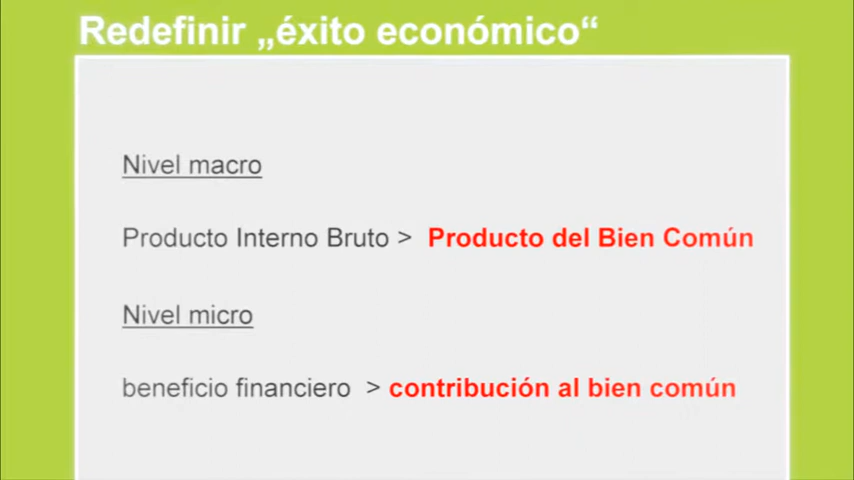 Redefinir „éxito económico“
Nivel macro
Producto Interno Bruto > Producto del Bien Común
Nivel micro
beneficio financiero > contribución al bien común